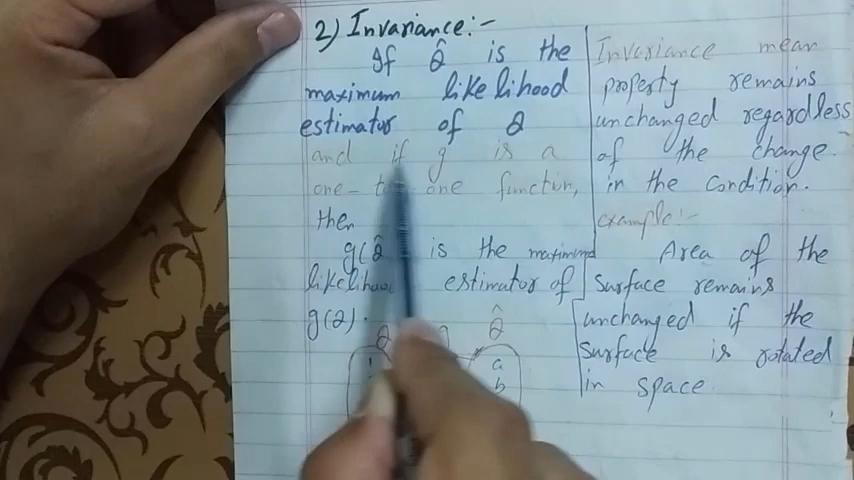 2) Invariance:-
If θ̂ is the
maximum likelihood
estimator of θ
and if g is a
one-to-one function,
then
g(θ̂ is the maximum
likelihood estimator of
g(θ).
θ g θ̂
a
b
Invariance mean
property remains
unchanged regardless
of the change
in the condition.
example:-
Area of the
surface remains
unchanged if the
surface is rotated
in space